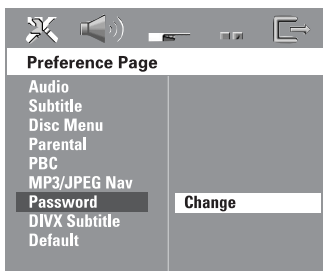 Preference Page
Audio
Subtitle
Disc Menu
Parental
PBC
MP3/JPEG Nav
Password
Change
DIVX Subtitle
Default